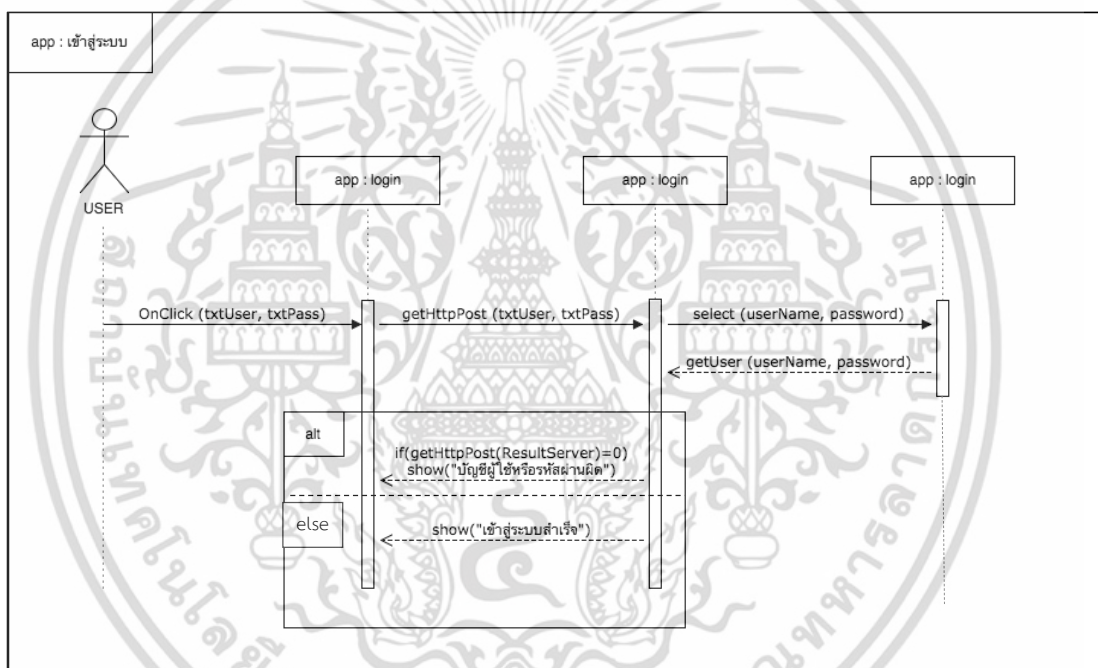 app : เข้าสู่ระบบ
USER
app : login
app : login
app : login
OnClick (txtUser, txtPass)
getHttpPost (txtUser, txtPass)
select (userName, password)
getUser (userName, password)
alt
if(getHttpPost(ResultServer)=0)
show("บัญชีผู้ใช้หรือรหัสผ่านผิด")
else
show("เข้าสู่ระบบสำเร็จ")